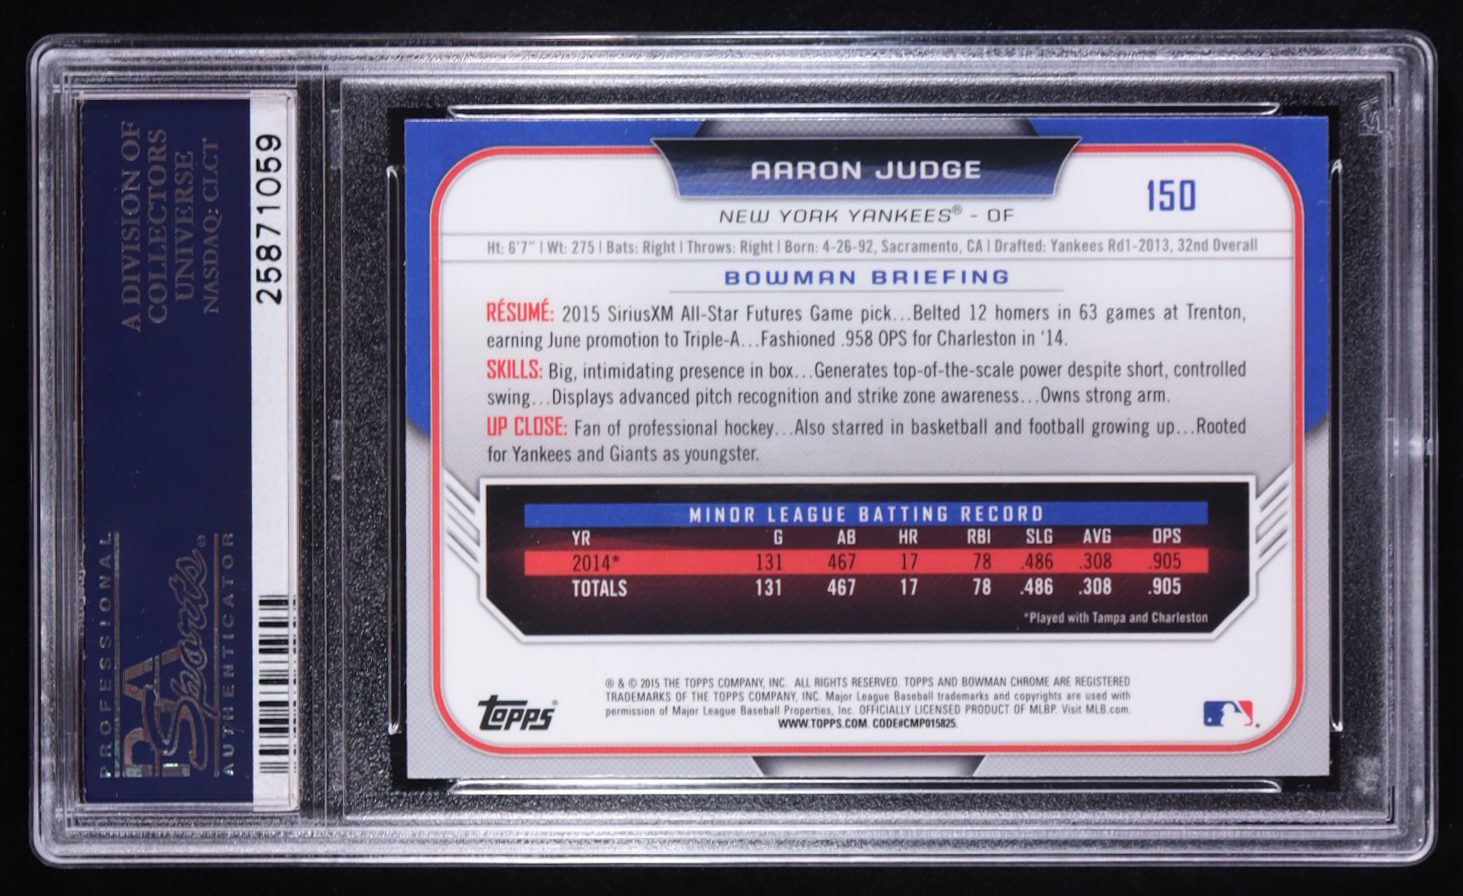 A DIVISION OF
COLLECTORS
UNIVERSE
NASDAQ: CLCT
25871059
PROFESSIONAL
PSA
Sports
AUTHENTICATOR
AARON JUDGE
NEW YORK YANKEES® - OF
150
Ht: 6'7" | Wt: 275 | Bats: Right | Throws: Right | Born: 4-26-92, Sacramento, CA | Drafted: Yankees Rd1-2013, 32nd Overall
BOWMAN BRIEFING
RÉSUMÉ: 2015 SiriusXM All-Star Futures Game pick...Belted 12 homers in 63 games at Trenton,
earning June promotion to Triple-A...Fashioned .958 OPS for Charleston in '14.
SKILLS: Big, intimidating presence in box...Generates top-of-the-scale power despite short, controlled
swing...Displays advanced pitch recognition and strike zone awareness...Owns strong arm.
UP CLOSE: Fan of professional hockey...Also starred in basketball and football growing up...Rooted
for Yankees and Giants as youngster.
MINOR LEAGUE BATTING RECORD
YR G AB HR RBI SLG AVG OPS
2014* 131 467 17 78 .486 .308 .905
TOTALS 131 467 17 78 .486 .308 .905
*Played with Tampa and Charleston
Topps®
® & © 2015 THE TOPPS COMPANY, INC. ALL RIGHTS RESERVED. TOPPS AND BOWMAN CHROME ARE REGISTERED
TRADEMARKS OF THE TOPPS COMPANY, INC. Major League Baseball trademarks and copyrights are used with
permission of Major League Baseball Properties, Inc. OFFICIALLY LICENSED PRODUCT OF MLBP. Visit MLB.com.
WWW.TOPPS.COM. CODE#CMP015825.